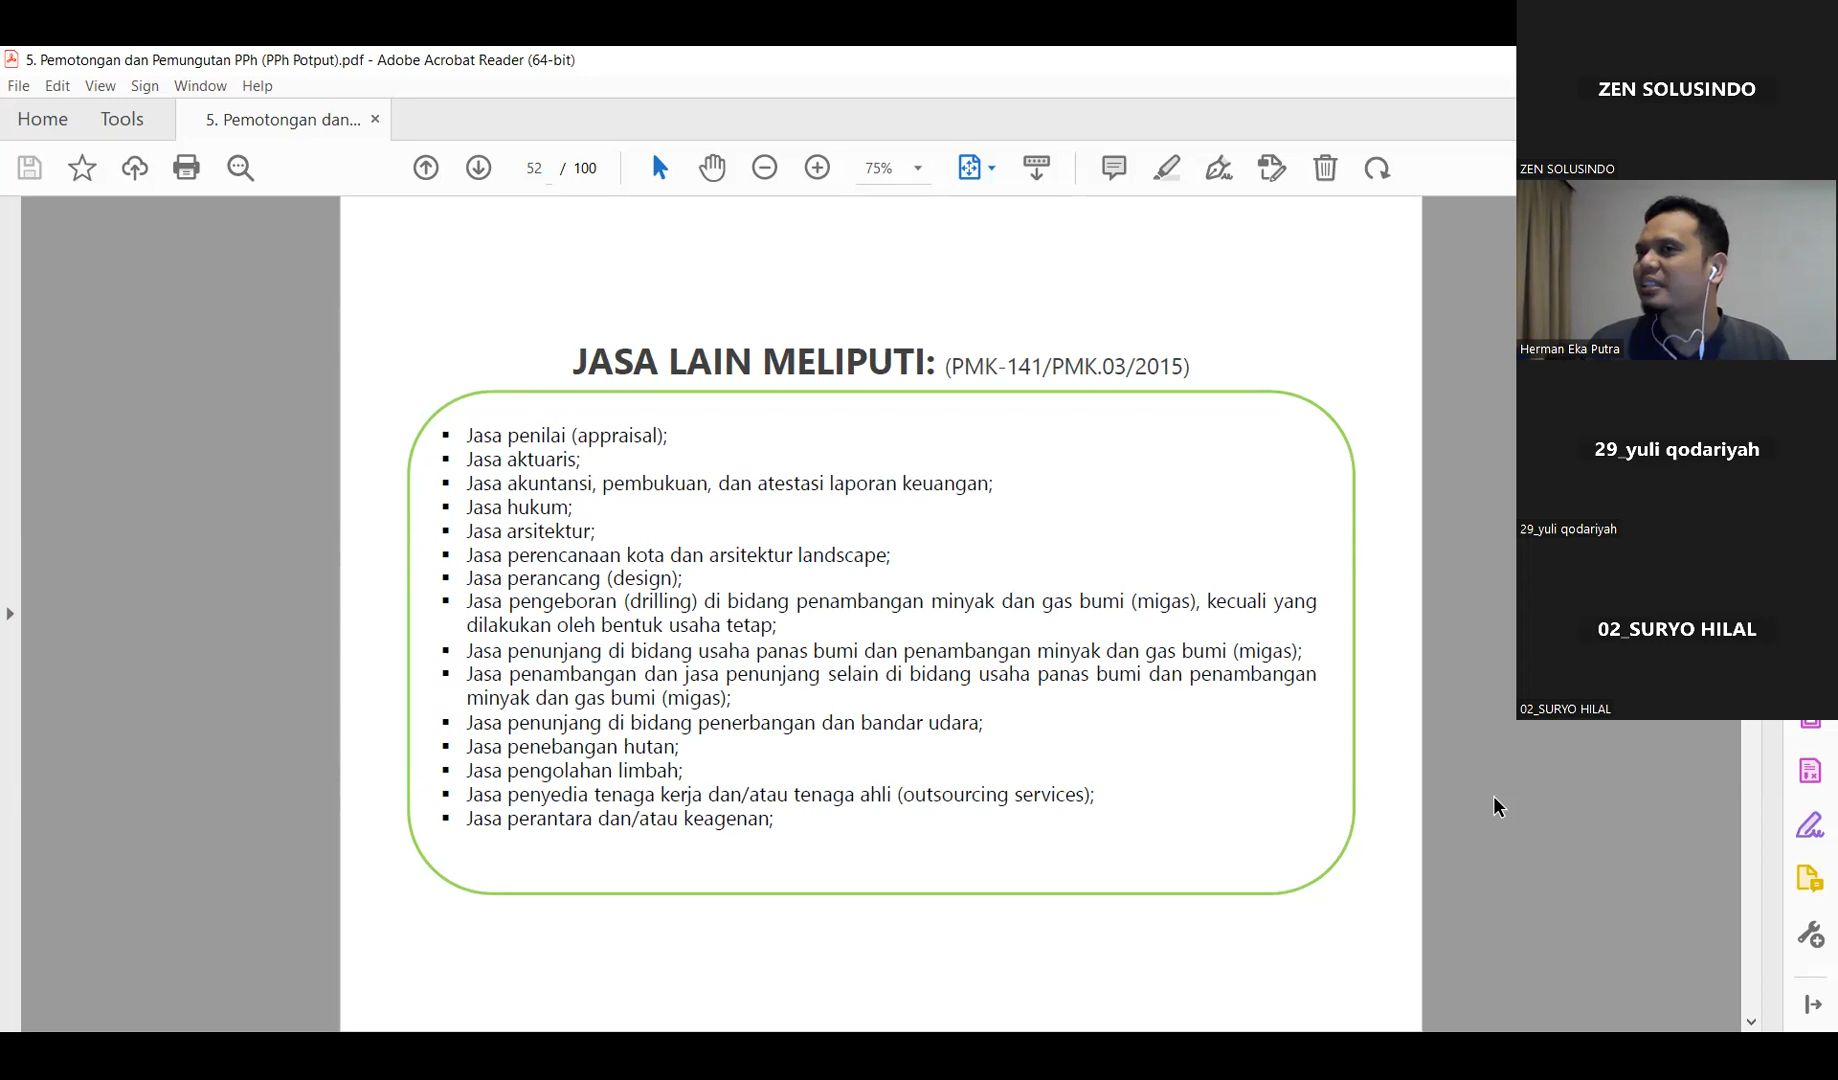 5. Pemotongan dan Pemungutan PPh (PPh Potput).pdf - Adobe Acrobat Reader (64-bit)
File Edit View Sign Window Help
Home Tools 5. Pemotongan dan... ×
52 / 100 75%
JASA LAIN MELIPUTI: (PMK-141/PMK.03/2015)
▪ Jasa penilai (appraisal);
▪ Jasa aktuaris;
▪ Jasa akuntansi, pembukuan, dan atestasi laporan keuangan;
▪ Jasa hukum;
▪ Jasa arsitektur;
▪ Jasa perencanaan kota dan arsitektur landscape;
▪ Jasa perancang (design);
▪ Jasa pengeboran (drilling) di bidang penambangan minyak dan gas bumi (migas), kecuali yang
dilakukan oleh bentuk usaha tetap;
▪ Jasa penunjang di bidang usaha panas bumi dan penambangan minyak dan gas bumi (migas);
▪ Jasa penambangan dan jasa penunjang selain di bidang usaha panas bumi dan penambangan
minyak dan gas bumi (migas);
▪ Jasa penunjang di bidang penerbangan dan bandar udara;
▪ Jasa penebangan hutan;
▪ Jasa pengolahan limbah;
▪ Jasa penyedia tenaga kerja dan/atau tenaga ahli (outsourcing services);
▪ Jasa perantara dan/atau keagenan;
ZEN SOLUSINDO
ZEN SOLUSINDO
Herman Eka Putra
29_yuli qodariyah
29_yuli qodariyah
02_SURYO HILAL
02_SURYO HILAL